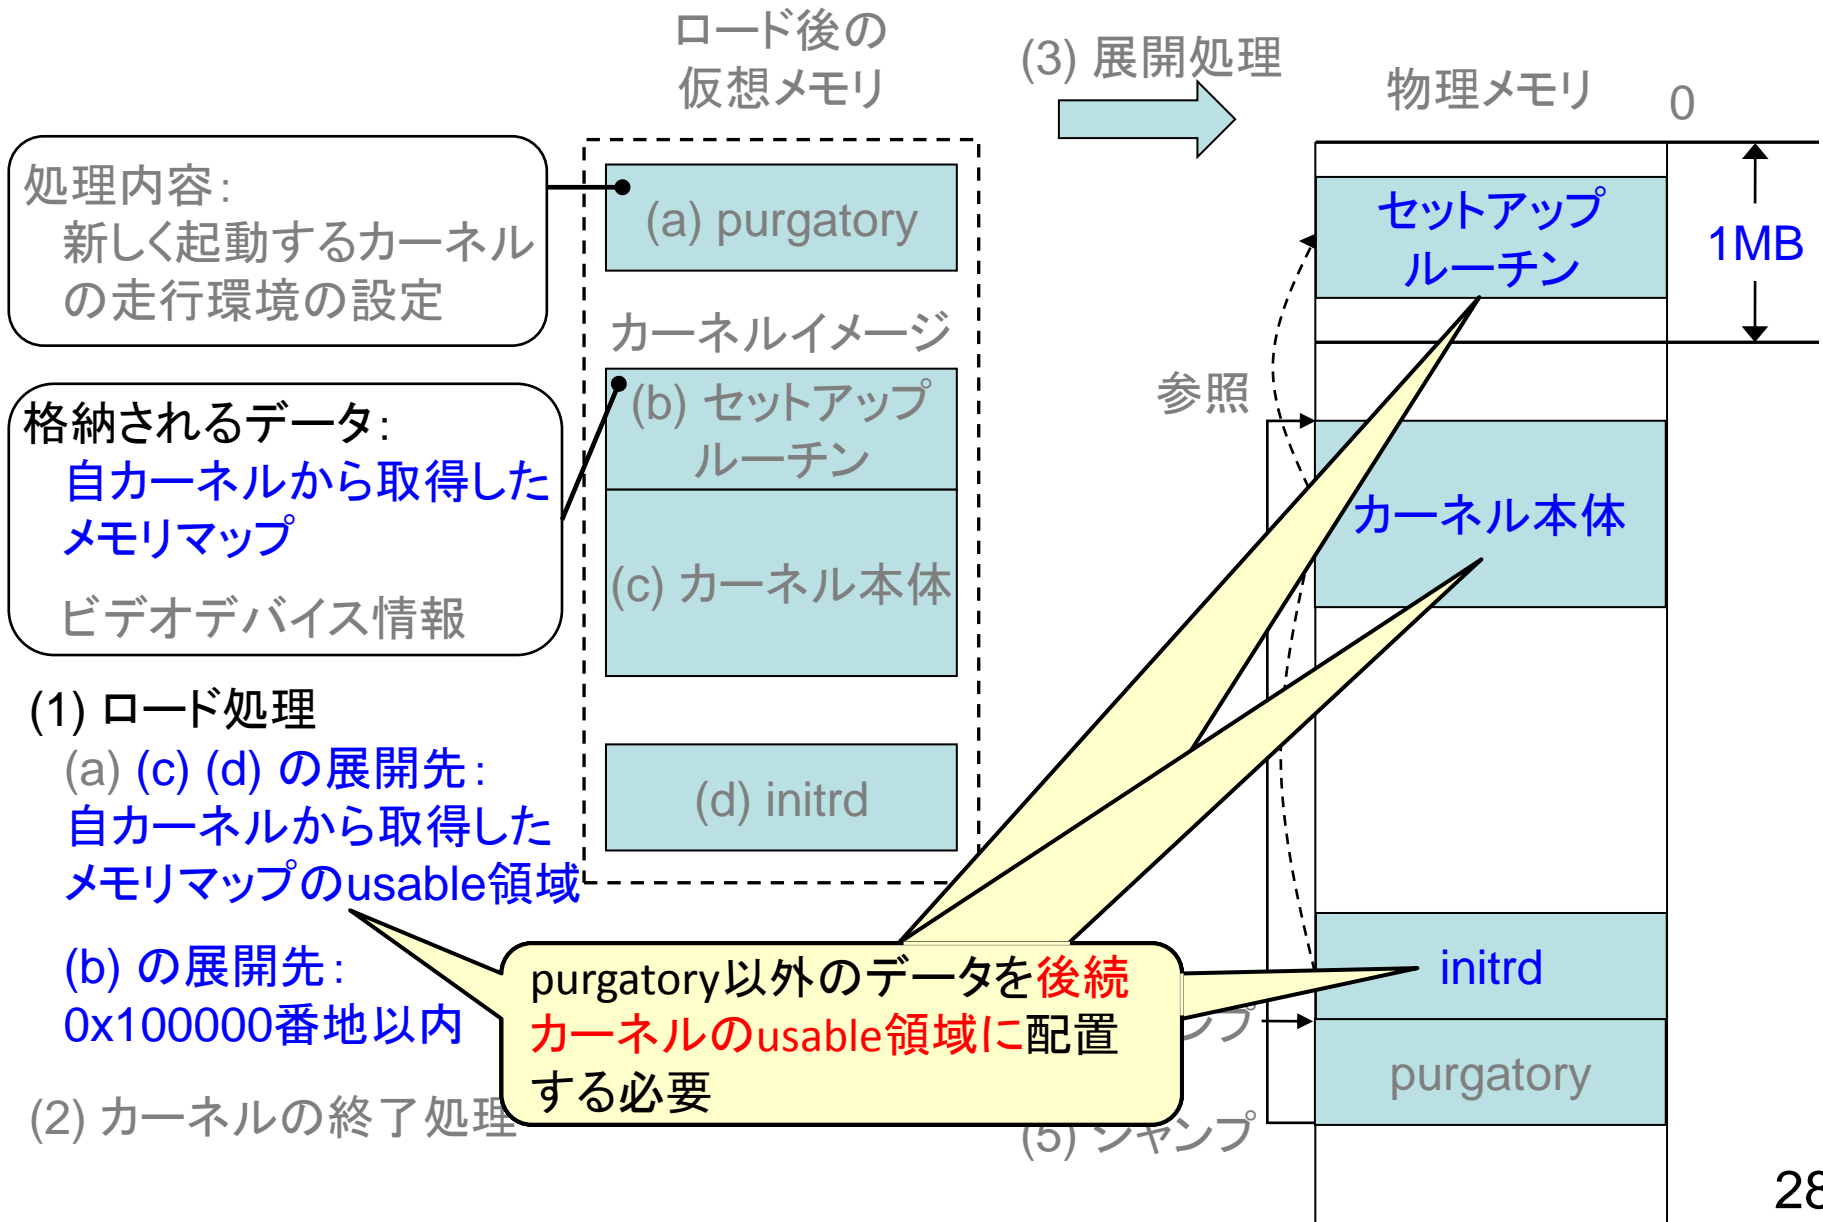 ロード後の
仮想メモリ
(3) 展開処理
物理メモリ
0
処理内容：
新しく起動するカーネル
の走行環境の設定
(a) purgatory
セットアップ
ルーチン
1MB
カーネルイメージ
(b) セットアップ
ルーチン
参照
格納されるデータ：
自カーネルから取得した
メモリマップ
ビデオデバイス情報
(c) カーネル本体
カーネル本体
(1) ロード処理
(a) (c) (d) の展開先：
自カーネルから取得した
メモリマップのusable領域
(d) initrd
(b) の展開先：
0x100000番地以内
purgatory以外のデータを後続
カーネルのusable領域に配置
する必要
initrd
purgatory
(2) カーネルの終了処理
(5) ジャンプ
28